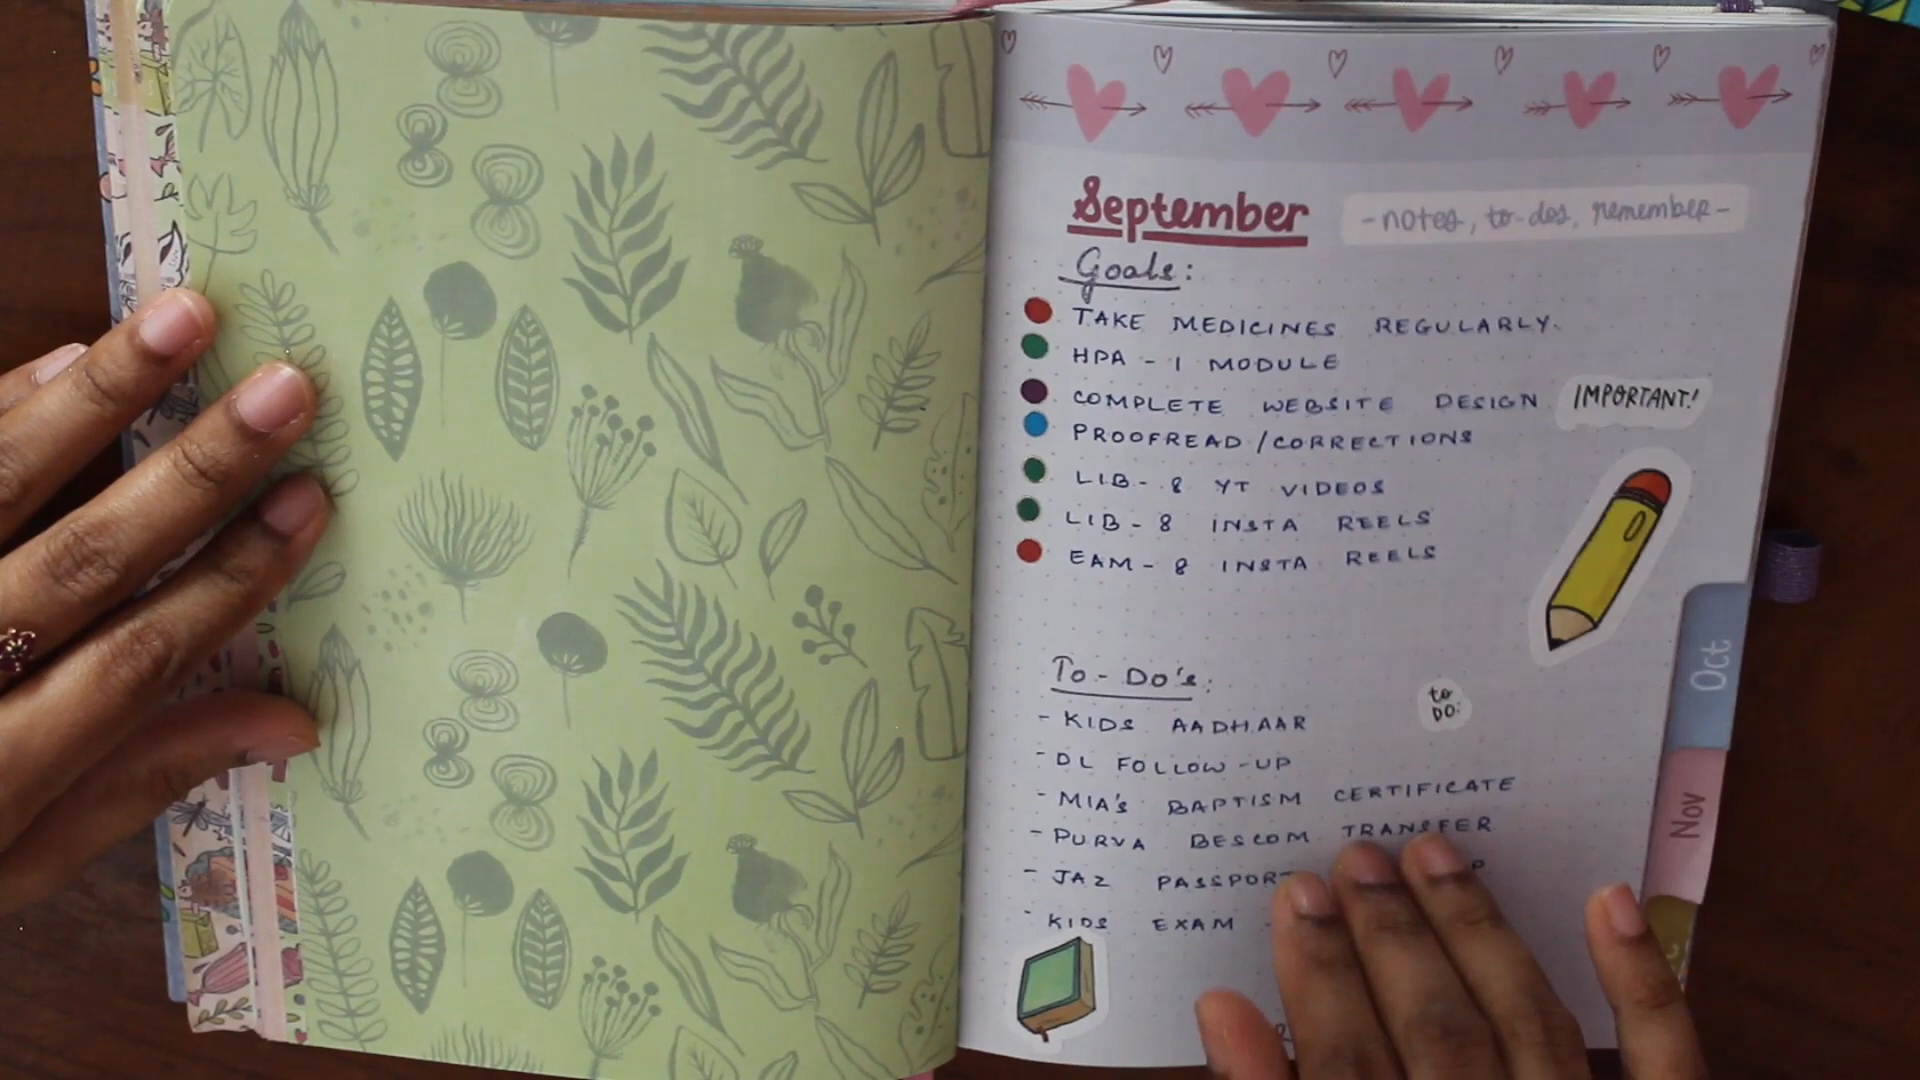 September -notes, to-dos, remember-
Goals:
TAKE MEDICINES REGULARLY.
HPA - 1 MODULE
COMPLETE WEBSITE DESIGN IMPORTANT!
PROOFREAD/CORRECTIONS
LIB- 8 YT VIDEOS
LIB - 8 INSTA REELS
EAM - 8 INSTA REELS
Oct
To-Do's:
to
DO:
- KIDS AADHAAR
- DL FOLLOW-UP
- MIA'S BAPTISM CERTIFICATE
- PURVA BESCOM TRANSFER
Nov
- JAZ PASSPORT
- KIDS EXAM